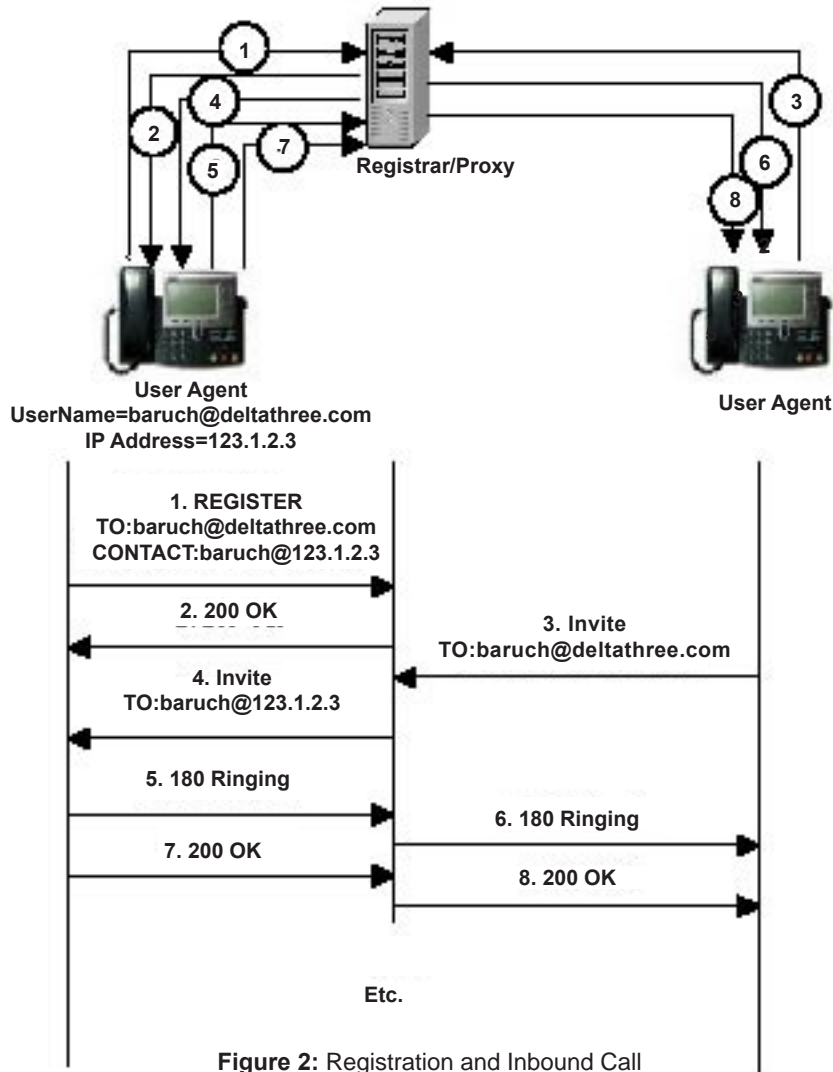 1
2
4
5
7
Registrar/Proxy
3
6
8
2
User Agent
UserName=baruch@deltathree.com
IP Address=123.1.2.3
User Agent
1. REGISTER
TO:baruch@deltathree.com
CONTACT:baruch@123.1.2.3
2. 200 OK
3. Invite
TO:baruch@deltathree.com
4. Invite
TO:baruch@123.1.2.3
5. 180 Ringing
6. 180 Ringing
7. 200 OK
8. 200 OK
Etc.
Figure 2: Registration and Inbound Call